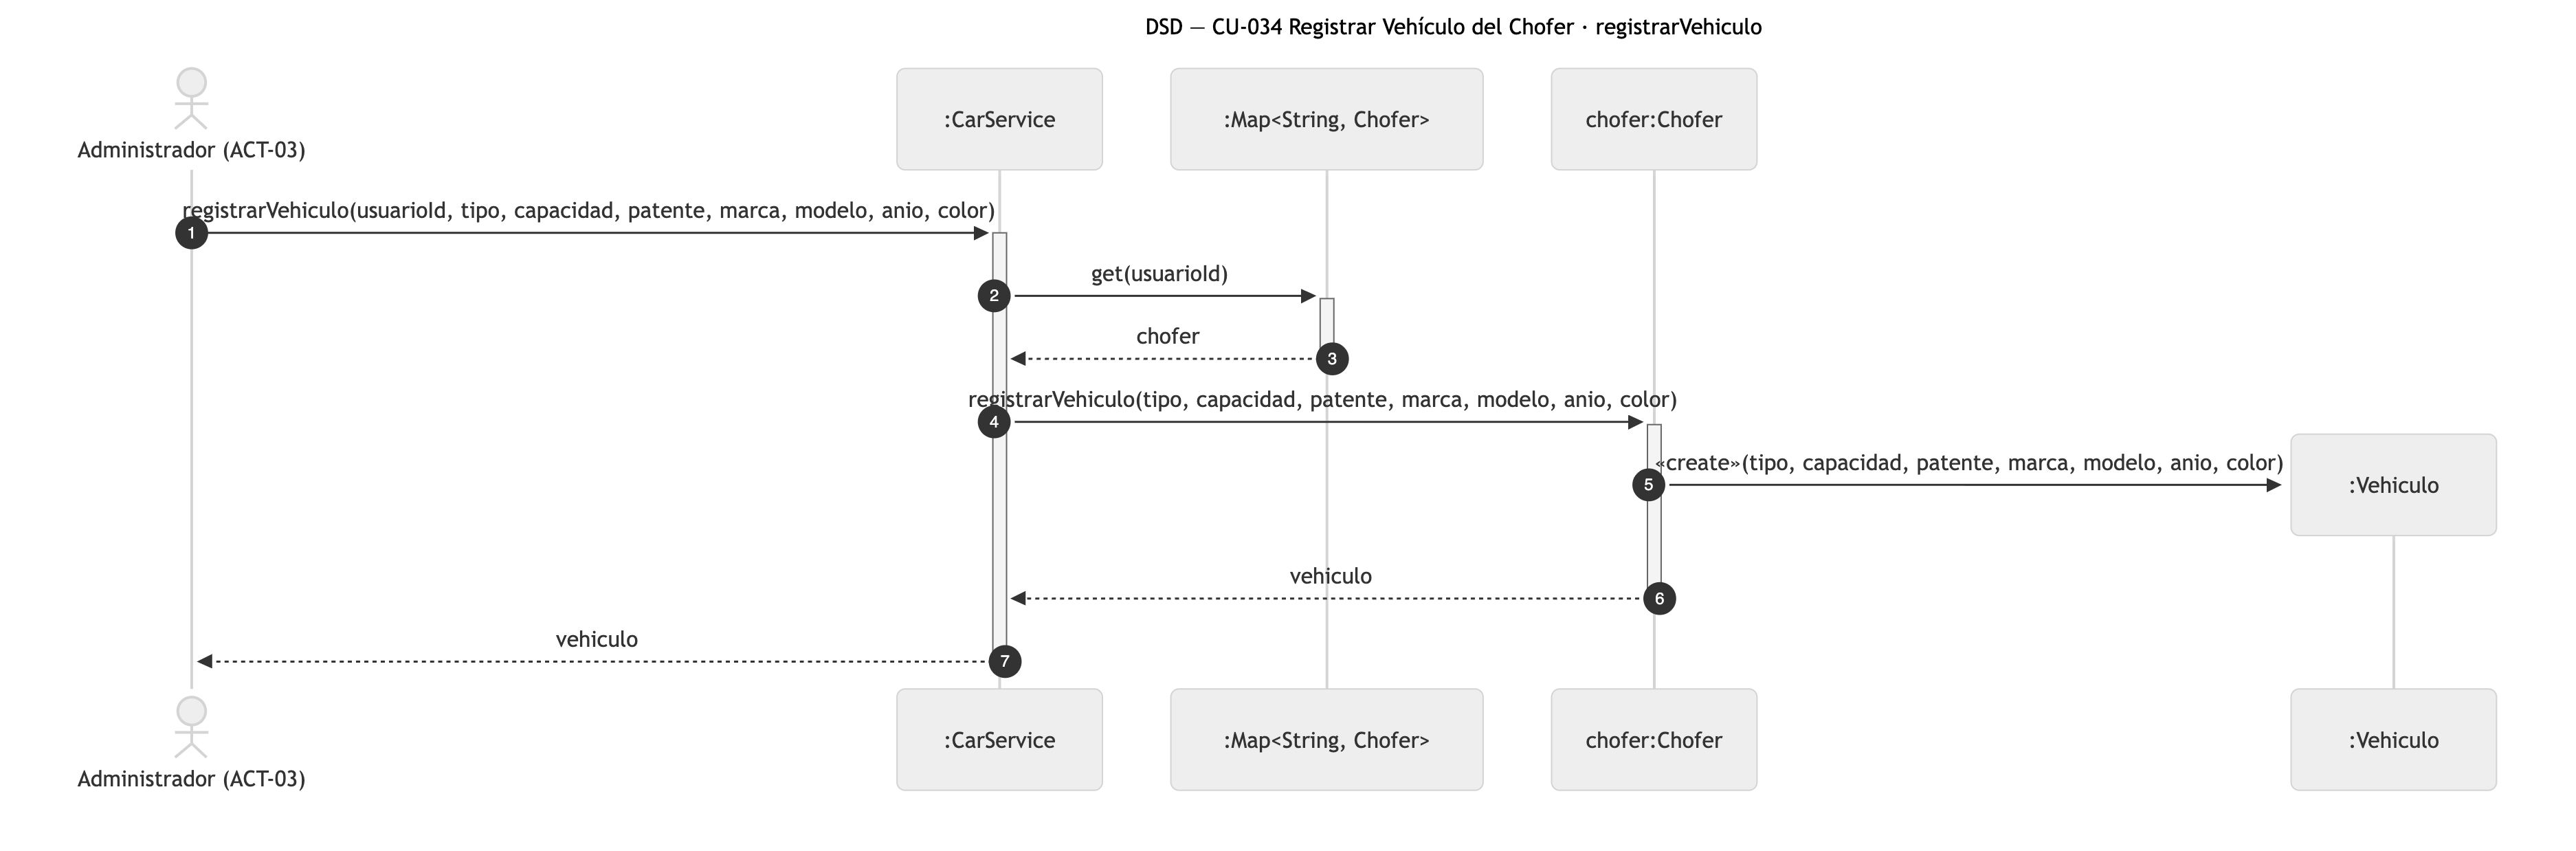 DSD — CU-034 Registrar Vehículo del Chofer · registrarVehiculo
Administrador (ACT-03)
:CarService
:Map<String, Chofer>
chofer:Chofer
registrarVehiculo(usuarioId, tipo, capacidad, patente, marca, modelo, anio, color)
1
get(usuarioId)
2
chofer
3
registrarVehiculo(tipo, capacidad, patente, marca, modelo, anio, color)
4
«create»(tipo, capacidad, patente, marca, modelo, anio, color)
5
:Vehiculo
vehiculo
6
vehiculo
7
Administrador (ACT-03)
:CarService
:Map<String, Chofer>
chofer:Chofer
:Vehiculo